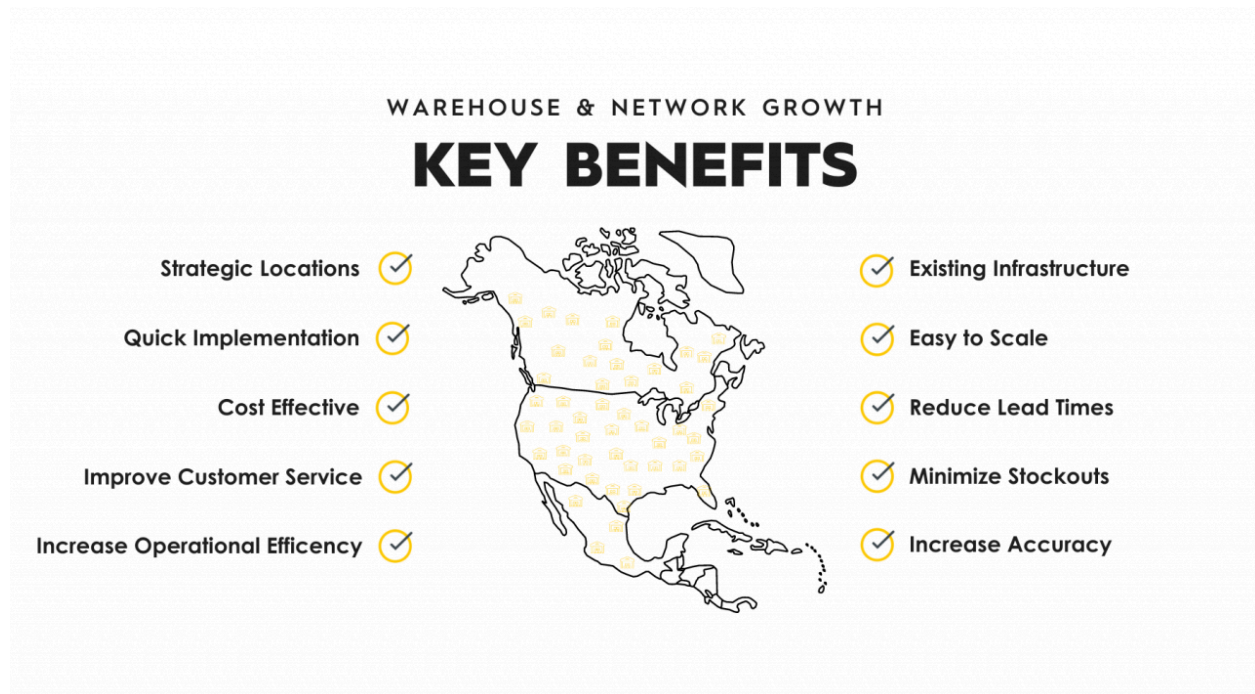 WAREHOUSE & NETWORK GROWTH
KEY BENEFITS
Strategic Locations
Quick Implementation
Cost Effective
Improve Customer Service
Increase Operational Efficency
Existing Infrastructure
Easy to Scale
Reduce Lead Times
Minimize Stockouts
Increase Accuracy